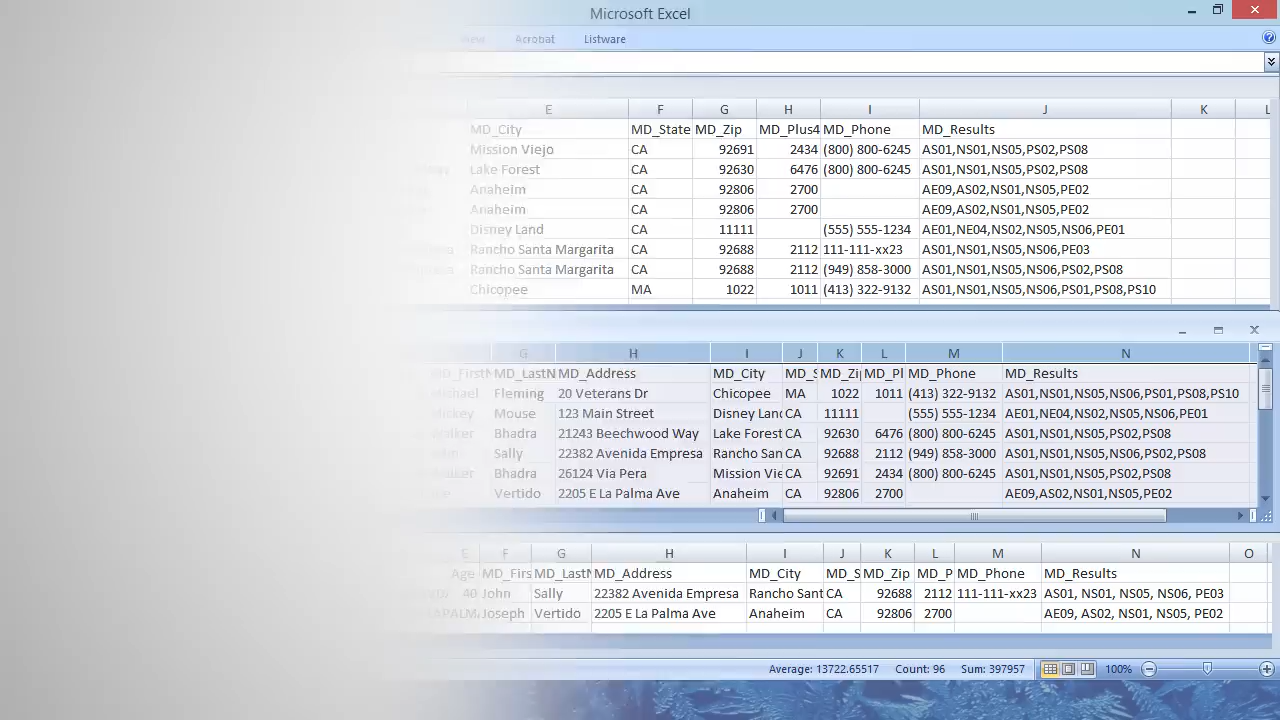 Microsoft Excel
View Acrobat Listware
E F G H I J K L
MD_City MD_State MD_Zip MD_Plus4 MD_Phone MD_Results
Mission Viejo CA 92691 2434 (800) 800-6245 AS01,NS01,NS05,PS02,PS08
Lake Forest CA 92630 6476 (800) 800-6245 AS01,NS01,NS05,PS02,PS08
Anaheim CA 92806 2700 AE09,AS02,NS01,NS05,PE02
Anaheim CA 92806 2700 AE09,AS02,NS01,NS05,PE02
Disney Land CA 11111 (555) 555-1234 AE01,NE04,NS02,NS05,NS06,PE01
Rancho Santa Margarita CA 92688 2112 111-111-xx23 AS01,NS01,NS05,NS06,PE03
Rancho Santa Margarita CA 92688 2112 (949) 858-3000 AS01,NS01,NS05,NS06,PS02,PS08
Chicopee MA 1022 1011 (413) 322-9132 AS01,NS01,NS05,NS06,PS01,PS08,PS10
G H I J K L M N
MD_LastN MD_Address MD_City MD_S MD_Zi MD_Pl MD_Phone MD_Results
Fleming 20 Veterans Dr Chicopee MA 1022 1011 (413) 322-9132 AS01,NS01,NS05,NS06,PS01,PS08,PS10
Mouse 123 Main Street Disney Land CA 11111 (555) 555-1234 AE01,NE04,NS02,NS05,NS06,PE01
Bhadra 21243 Beechwood Way Lake Forest CA 92630 6476 (800) 800-6245 AS01,NS01,NS05,PS02,PS08
Sally 22382 Avenida Empresa Rancho San CA 92688 2112 (949) 858-3000 AS01,NS01,NS05,NS06,PS02,PS08
Bhadra 26124 Via Pera Mission Vie CA 92691 2434 (800) 800-6245 AS01,NS01,NS05,PS02,PS08
Vertido 2205 E La Palma Ave Anaheim CA 92806 2700 AE09,AS02,NS01,NS05,PE02
E F G H I J K L M N O
Age MD_Firs MD_LastN MD_Address MD_City MD_S MD_Zip MD_P MD_Phone MD_Results
40 John Sally 22382 Avenida Empresa Rancho Sant CA 92688 2112 111-111-xx23 AS01, NS01, NS05, NS06, PE03
Joseph Vertido 2205 E La Palma Ave Anaheim CA 92806 2700 AE09, AS02, NS01, NS05, PE02
Average: 13722.65517 Count: 96 Sum: 397957 100%